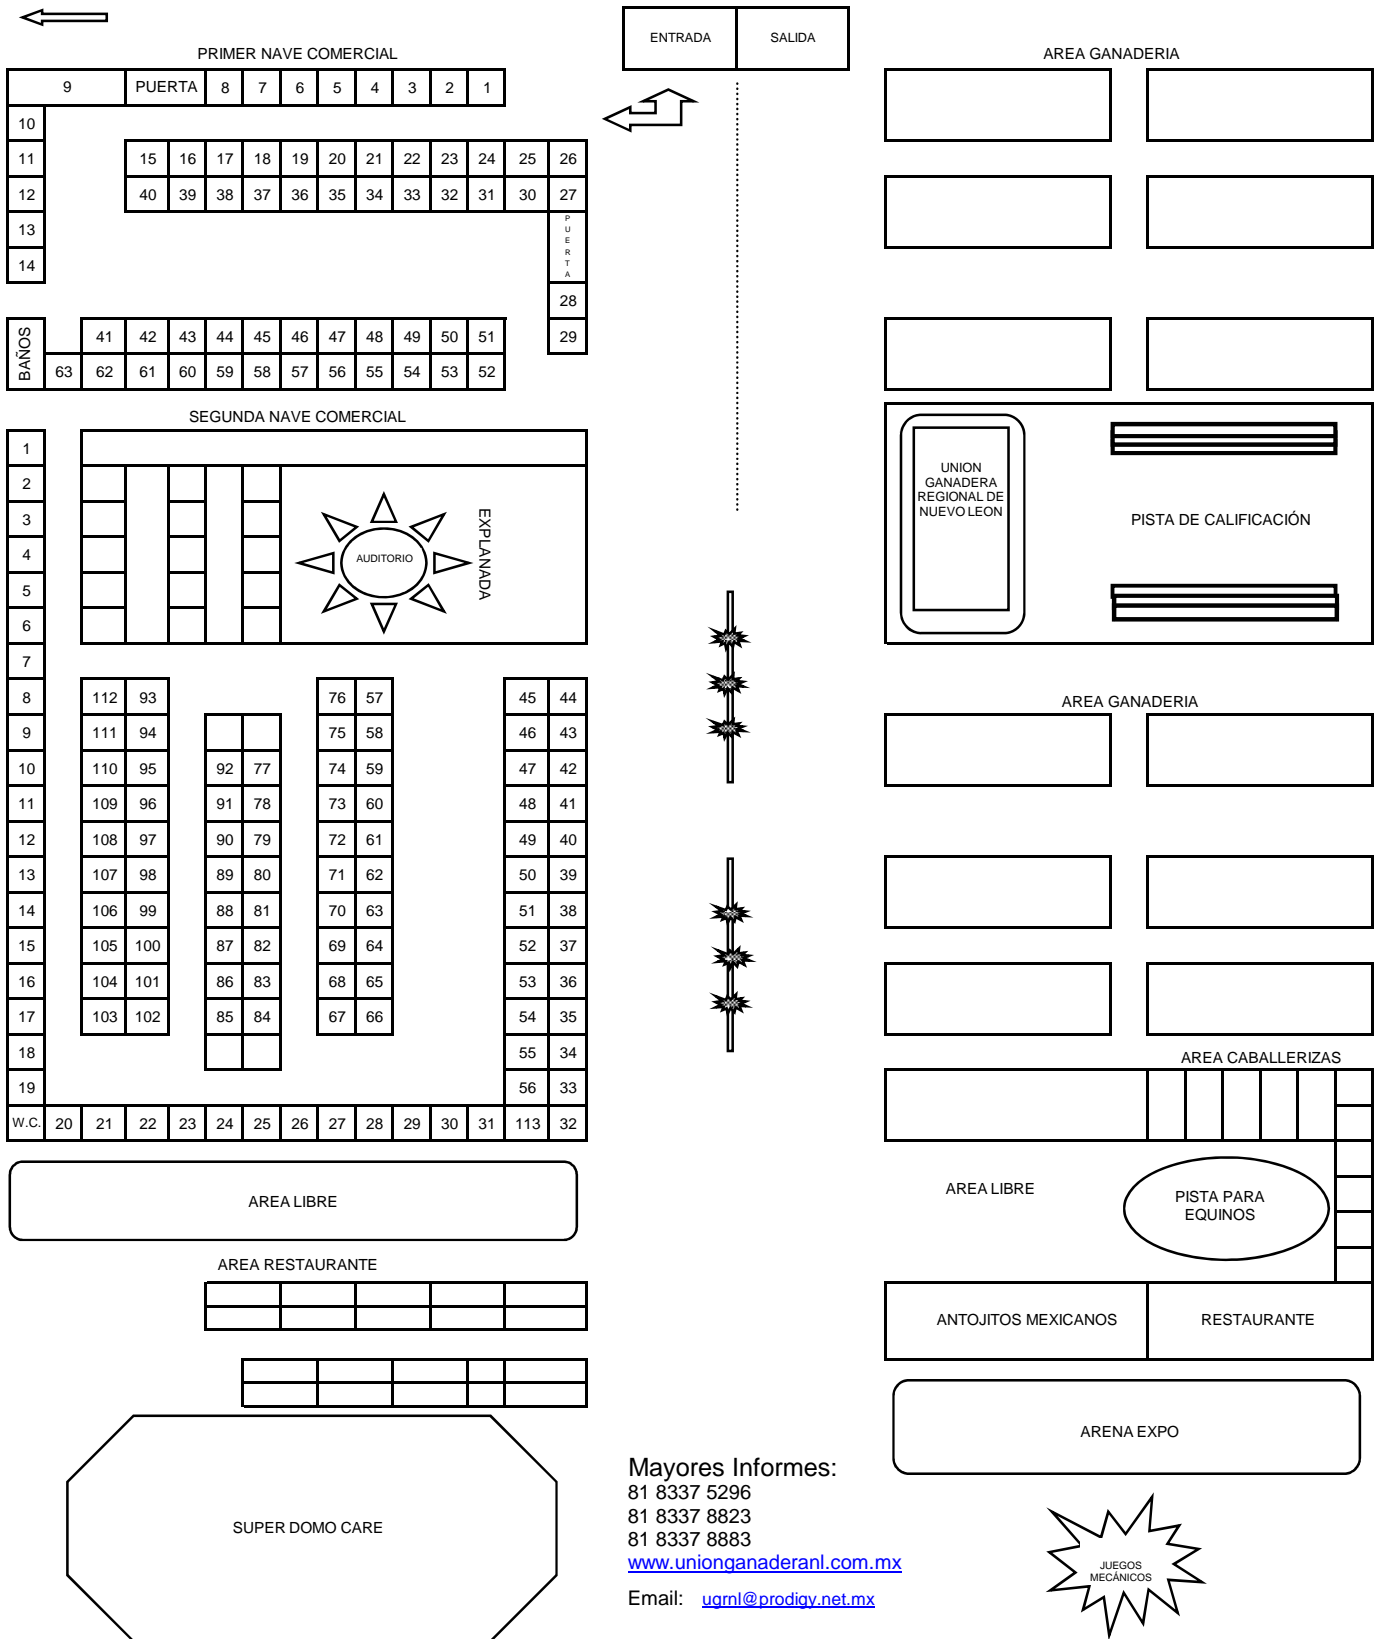 ENTRADA SALIDA
PRIMER NAVE COMERCIAL
9 PUERTA 8 7 6 5 4 3 2 1
10
11 15 16 17 18 19 20 21 22 23 24 25 26
12 40 39 38 37 36 35 34 33 32 31 30 27
13
PUERTA
14
28
BAÑOS
41 42 43 44 45 46 47 48 49 50 51 29
63 62 61 60 59 58 57 56 55 54 53 52
SEGUNDA NAVE COMERCIAL
1
2
3
4
5
6
7
AUDITORIO
EXPLANADA
8 112 93 76 57 45 44
9 111 94 75 58 46 43
10 110 95 92 77 74 59 47 42
11 109 96 91 78 73 60 48 41
12 108 97 90 79 72 61 49 40
13 107 98 89 80 71 62 50 39
14 106 99 88 81 70 63 51 38
15 105 100 87 82 69 64 52 37
16 104 101 86 83 68 65 53 36
17 103 102 85 84 67 66 54 35
18 55 34
19 56 33
W.C. 20 21 22 23 24 25 26 27 28 29 30 31 113 32
AREA LIBRE
AREA RESTAURANTE
SUPER DOMO CARE
AREA GANADERIA
UNION
GANADERA
REGIONAL DE
NUEVO LEON
PISTA DE CALIFICACIÓN
AREA GANADERIA
AREA CABALLERIZAS
AREA LIBRE
PISTA PARA
EQUINOS
ANTOJITOS MEXICANOS RESTAURANTE
ARENA EXPO
JUEGOS
MECÁNICOS
Mayores Informes:
81 8337 5296
81 8337 8823
81 8337 8883
www.unionganaderanl.com.mx
Email: ugrnl@prodigy.net.mx